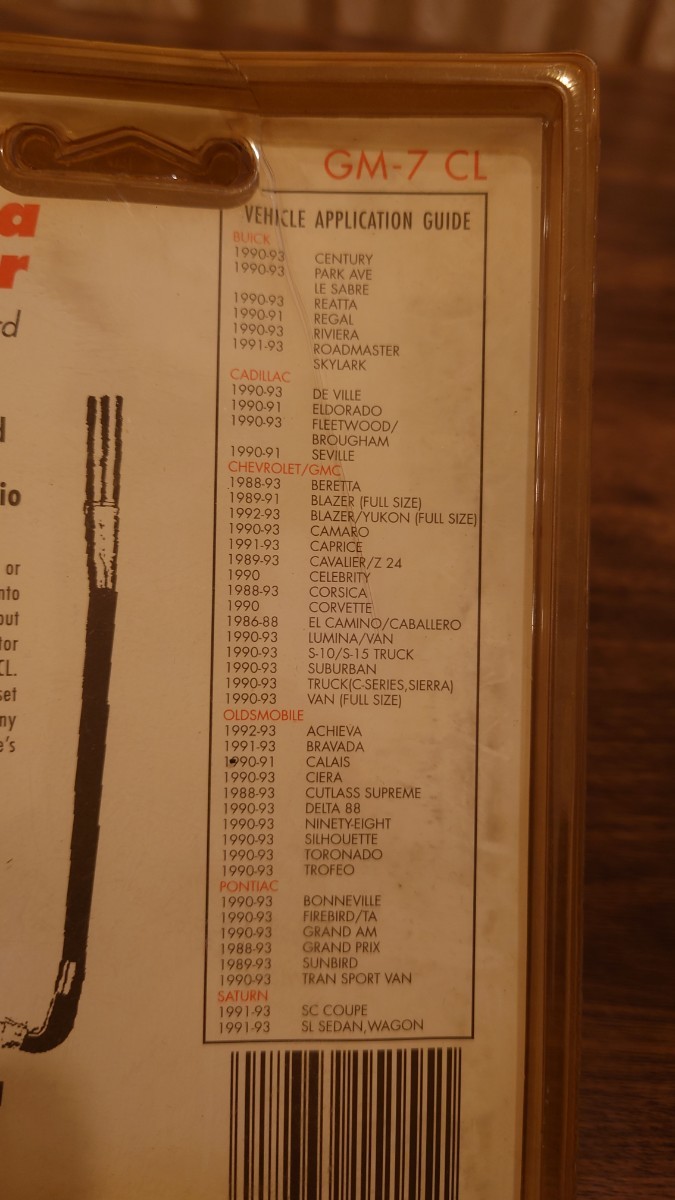 GM-7 CL
a
r
rd
d
io
or
nto
out
tor
CL.
set
ny
e's
VEHICLE APPLICATION GUIDE
BUICK
1990-93 CENTURY
1990-93 PARK AVE
LE SABRE
1990-93 REATTA
1990-91 REGAL
1990-93 RIVIERA
1991-93 ROADMASTER
SKYLARK
CADILLAC
1990-93 DE VILLE
1990-91 ELDORADO
1990-93 FLEETWOOD/
BROUGHAM
1990-91 SEVILLE
CHEVROLET/GMC
1988-93 BERETTA
1989-91 BLAZER (FULL SIZE)
1992-93 BLAZER/YUKON (FULL SIZE)
1990-93 CAMARO
1991-93 CAPRICE
1989-93 CAVALIER/Z 24
1990 CELEBRITY
1988-93 CORSICA
1990 CORVETTE
1986-88 EL CAMINO/CABALLERO
1990-93 LUMINA/VAN
1990-93 S-10/S-15 TRUCK
1990-93 SUBURBAN
1990-93 TRUCK(C-SERIES,SIERRA)
1990-93 VAN (FULL SIZE)
OLDSMOBILE
1992-93 ACHIEVA
1991-93 BRAVADA
1990-91 CALAIS
1990-93 CIERA
1988-93 CUTLASS SUPREME
1990-93 DELTA 88
1990-93 NINETY-EIGHT
1990-93 SILHOUETTE
1990-93 TORONADO
1990-93 TROFEO
PONTIAC
1990-93 BONNEVILLE
1990-93 FIREBIRD/TA
1990-93 GRAND AM
1988-93 GRAND PRIX
1989-93 SUNBIRD
1990-93 TRAN SPORT VAN
SATURN
1991-93 SC COUPE
1991-93 SL SEDAN,WAGON